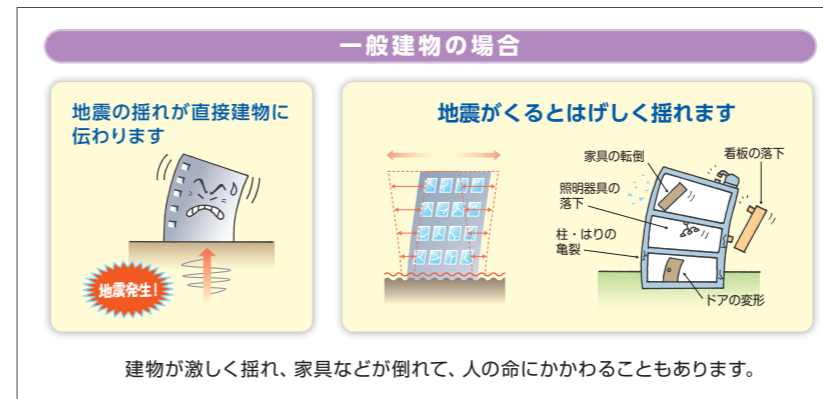 一般建物の場合
地震の揺れが直接建物に
伝わります
地震発生!
地震がくるとはげしく揺れます
家具の転倒
看板の落下
照明器具の
落下
柱・はりの
亀裂
ドアの変形
建物が激しく揺れ、家具などが倒れて、人の命にかかわることもあります。